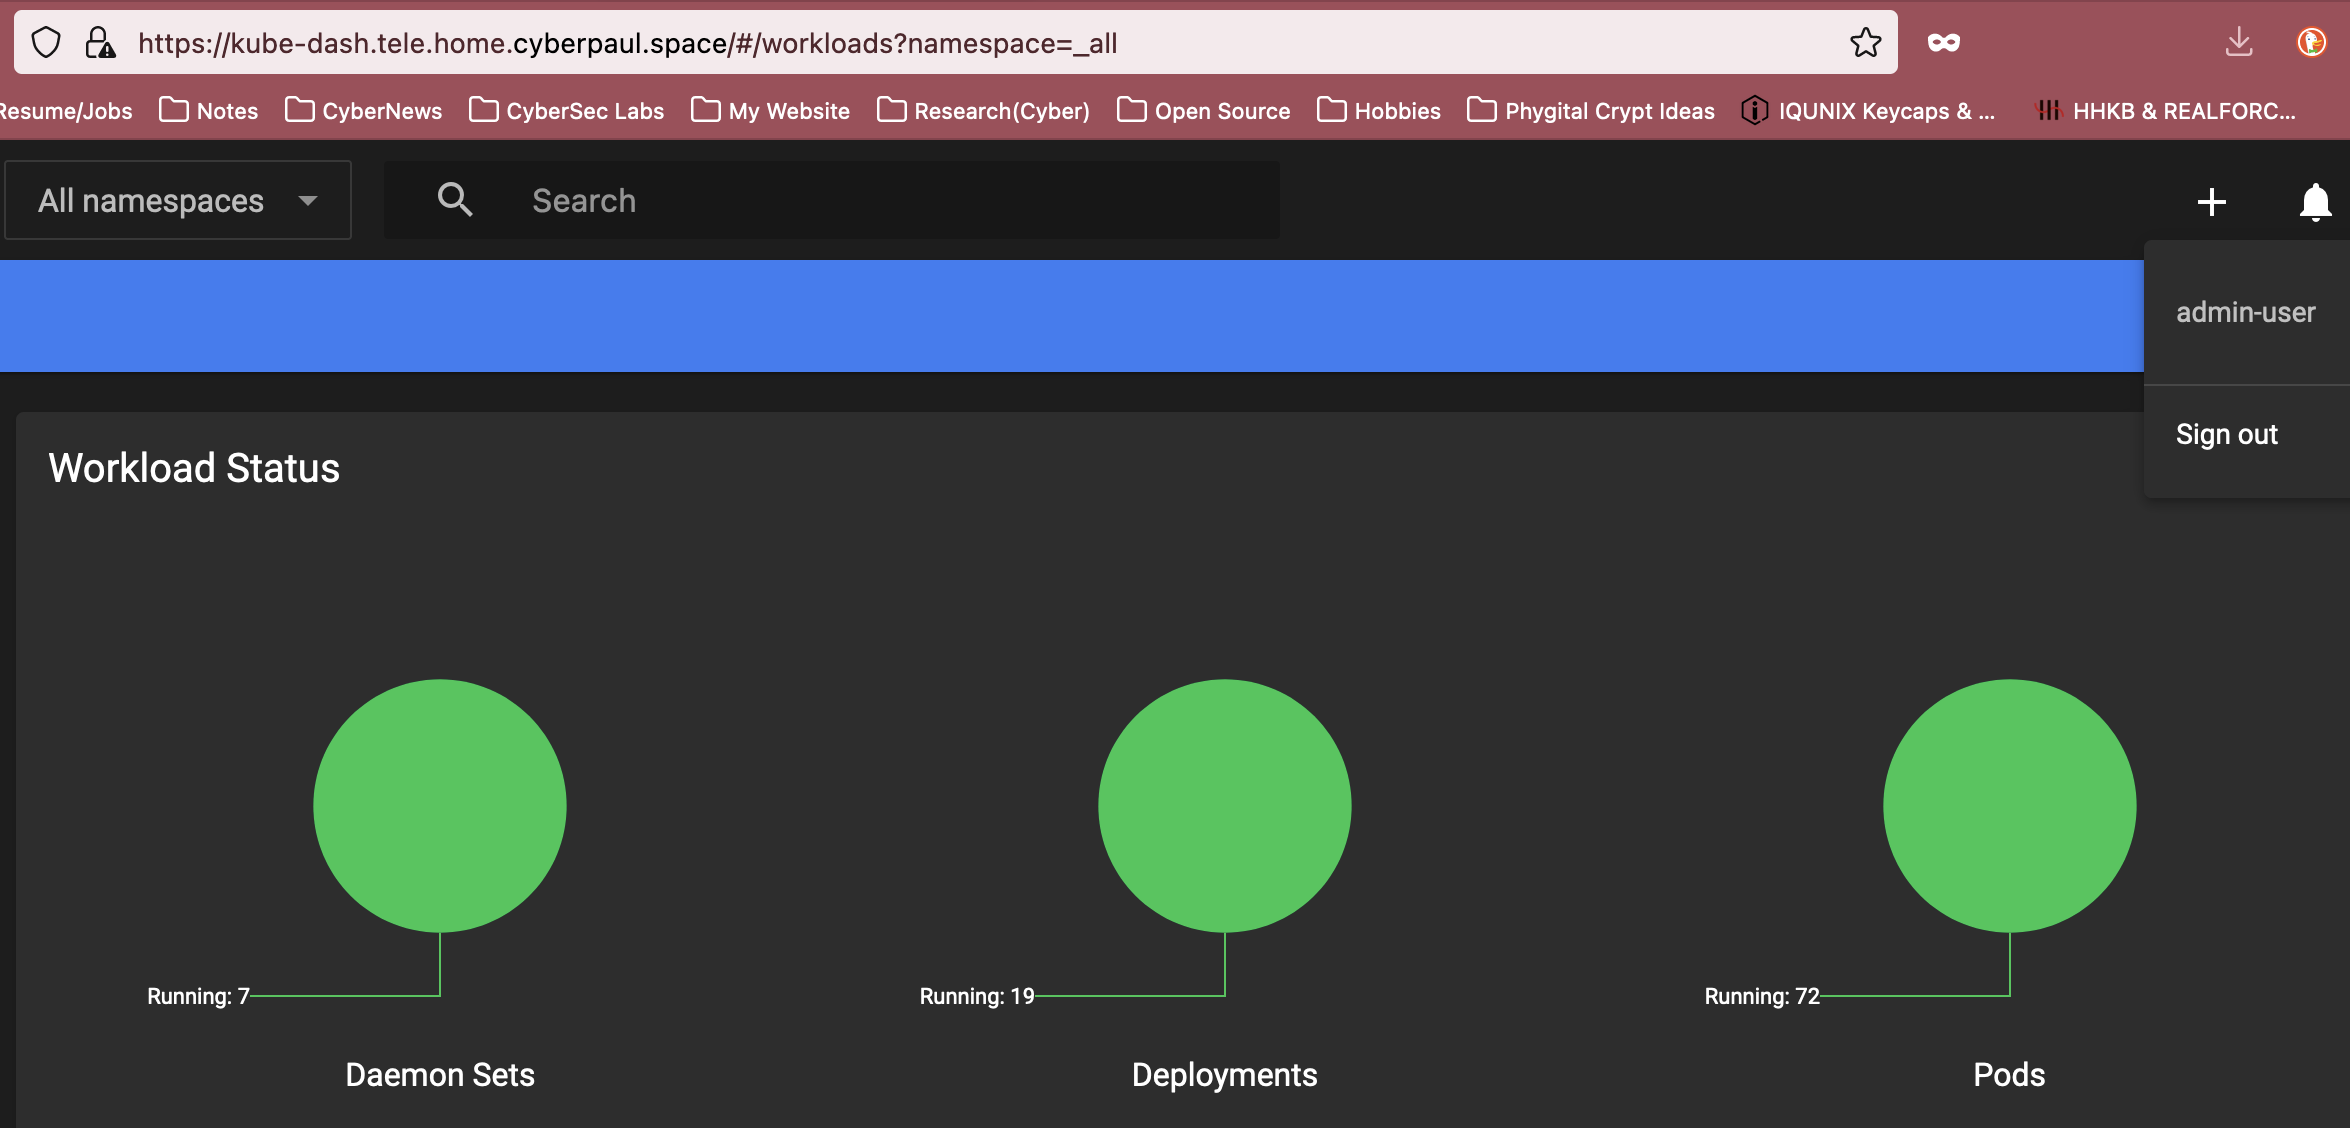 https://kube-dash.tele.home.cyberpaul.space/#/workloads?namespace=_all
Resume/Jobs Notes CyberNews CyberSec Labs My Website Research(Cyber) Open Source Hobbies Phygital Crypt Ideas IQUNIX Keycaps & ... HHKB & REALFORC...
All namespaces Search
admin-user
Sign out
Workload Status
Running: 7 Running: 19 Running: 72
Daemon Sets Deployments Pods